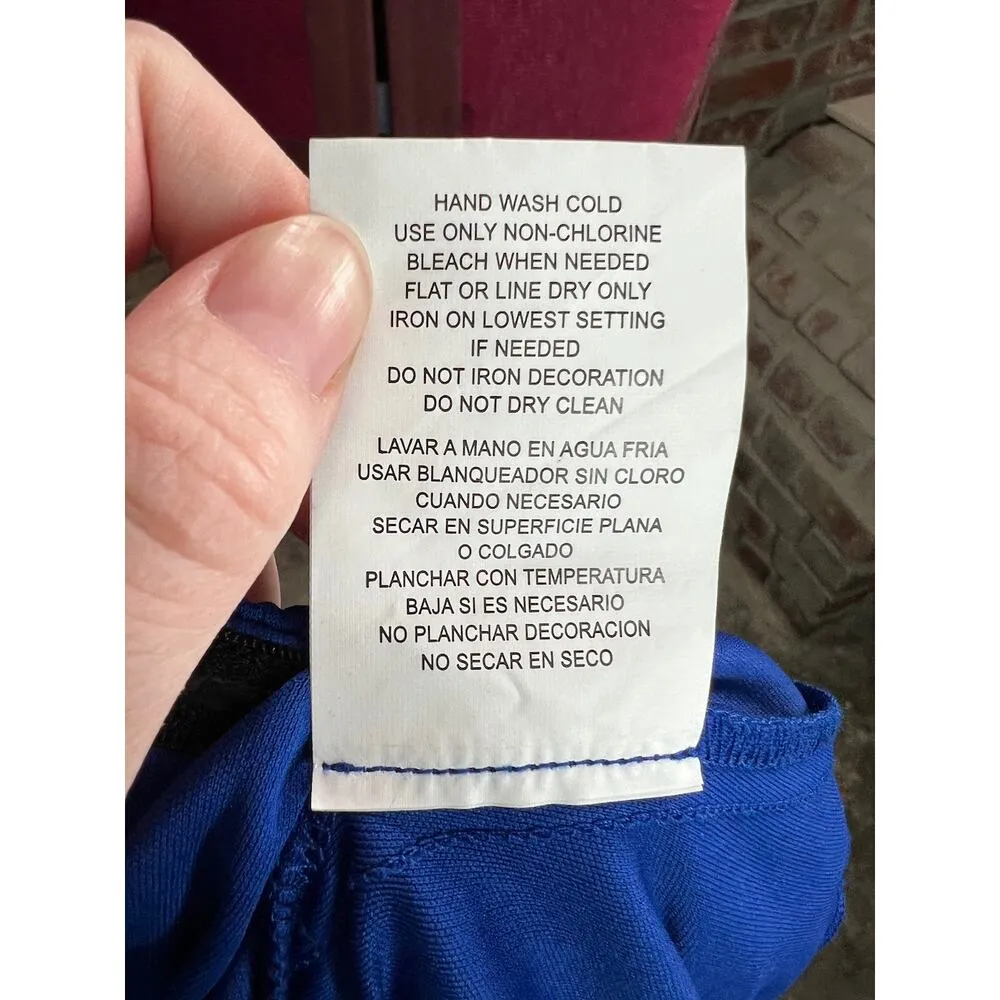 HAND WASH COLD
USE ONLY NON-CHLORINE
BLEACH WHEN NEEDED
FLAT OR LINE DRY ONLY
IRON ON LOWEST SETTING
IF NEEDED
DO NOT IRON DECORATION
DO NOT DRY CLEAN
LAVAR A MANO EN AGUA FRIA
USAR BLANQUEADOR SIN CLORO
CUANDO NECESARIO
SECAR EN SUPERFICIE PLANA
O COLGADO
PLANCHAR CON TEMPERATURA
BAJA SI ES NECESARIO
NO PLANCHAR DECORACION
NO SECAR EN SECO